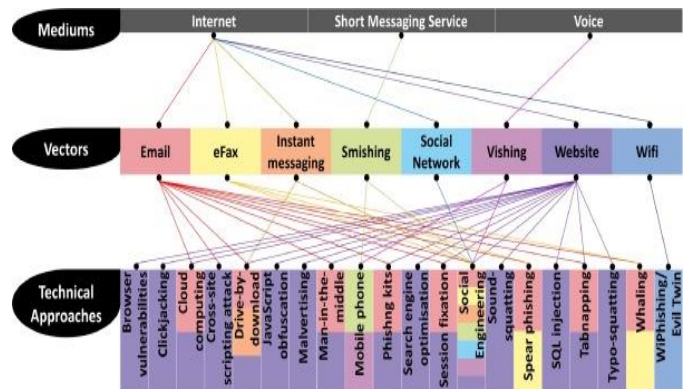 Mediums
Internet
Short Messaging Service
Voice
Vectors
Email
eFax
Instant
messaging
Smishing
Social
Network
Vishing
Website
Wifi
Technical
Approaches
Browser
vulnerabilities
Clickjacking
Cloud
computing
Cross-site
scripting attack
Drive-by-
download
JavaScript
obfuscation
Malvertising
Man-in-the-
middle
Mobile phone
Phishng kits
Search engine
optimisation
Session fixation
Social
Engineering
Sound-
squatting
Spear phishing
SQL injection
Tabnapping
Typo-squatting
Whaling
WiPhishing/
Evil Twin